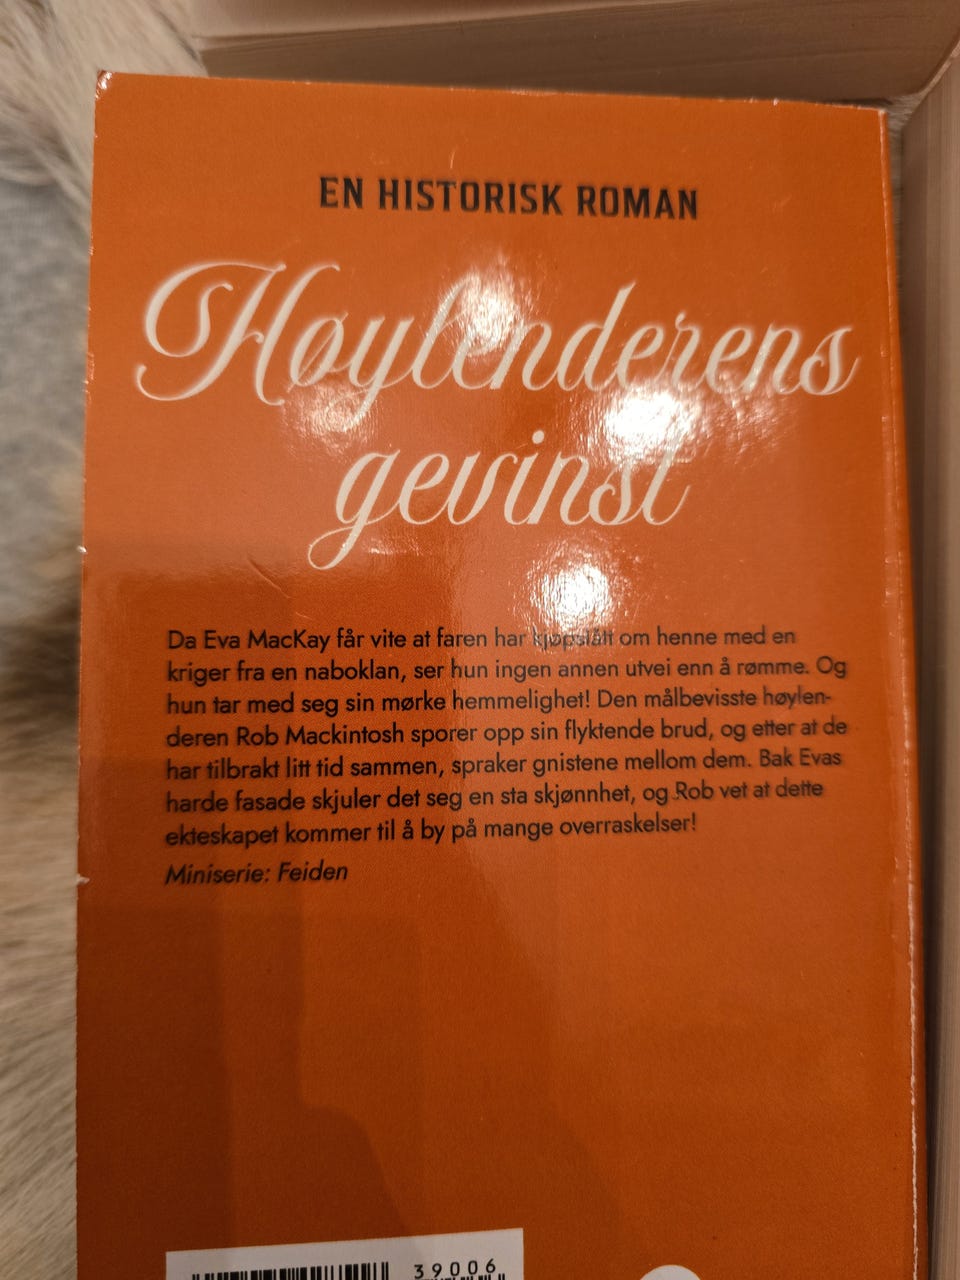 EN HISTORISK ROMAN
Høylenderens
gevinst
Da Eva MacKay får vite at faren har kjøpslått om henne med en
kriger fra en naboklan, ser hun ingen annen utvei enn å rømme. Og
hun tar med seg sin mørke hemmelighet! Den målbevisste høylen-
deren Rob Mackintosh sporer opp sin flyktende brud, og etter at de
har tilbrakt litt tid sammen, spraker gnistene mellom dem. Bak Evas
harde fasade skjuler det seg en sta skjønnhet, og Rob vet at dette
ekteskapet kommer til å by på mange overraskelser!
Miniserie: Feiden
39006